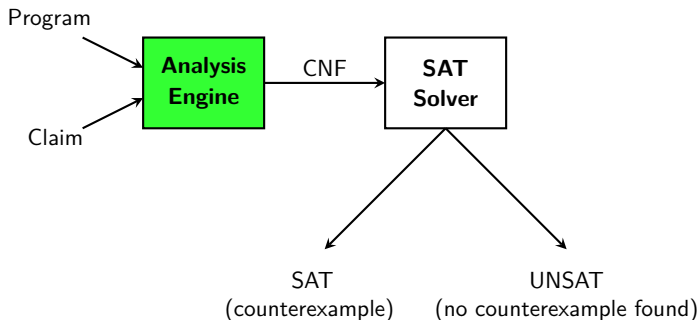 Program
Analysis
Engine
CNF
SAT
Solver
Claim
SAT
(counterexample)
UNSAT
(no counterexample found)